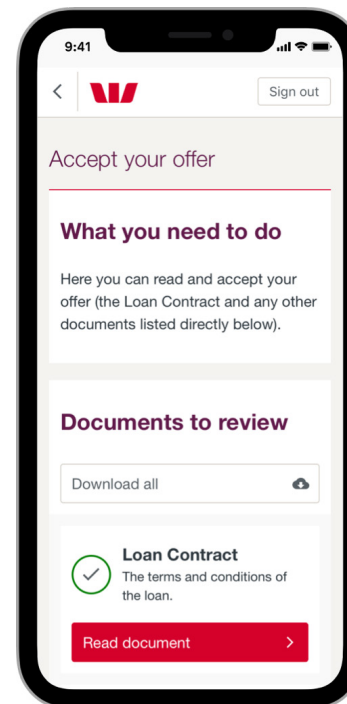 9:41
Sign out
Accept your offer
What you need to do
Here you can read and accept your
offer (the Loan Contract and any other
documents listed directly below).
Documents to review
Download all
Loan Contract
The terms and conditions of
the loan.
Read document